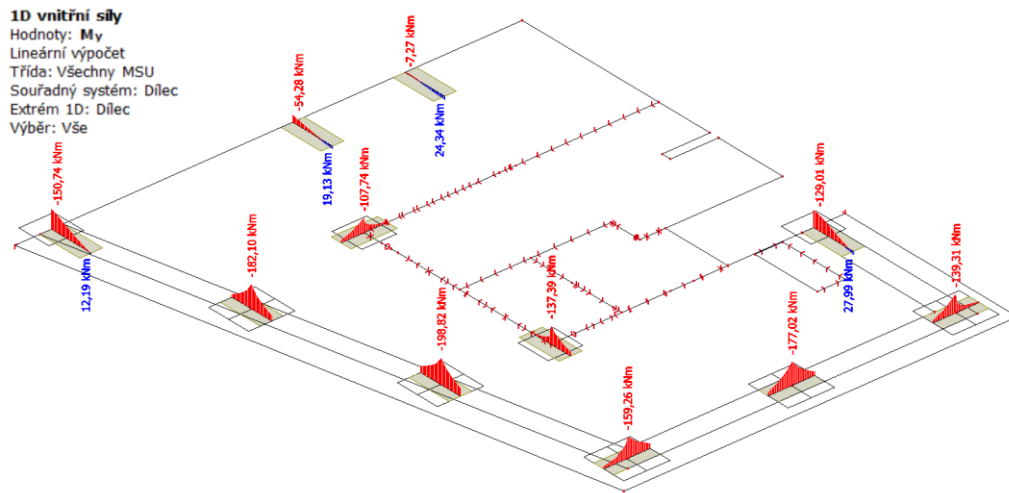 1D vnitřní síly
Hodnoty: My
Lineární výpočet
Třída: Všechny MSU
Souřadný systém: Dílec
Extrém 1D: Dílec
Výběr: Vše
-7,27 kNm
24,34 kNm
-54,28 kNm
19,13 kNm
-150,74 kNm
12,19 kNm
-107,74 kNm
-129,01 kNm
27,99 kNm
-182,10 kNm
-139,31 kNm
-137,39 kNm
-198,82 kNm
-177,02 kNm
-159,26 kNm